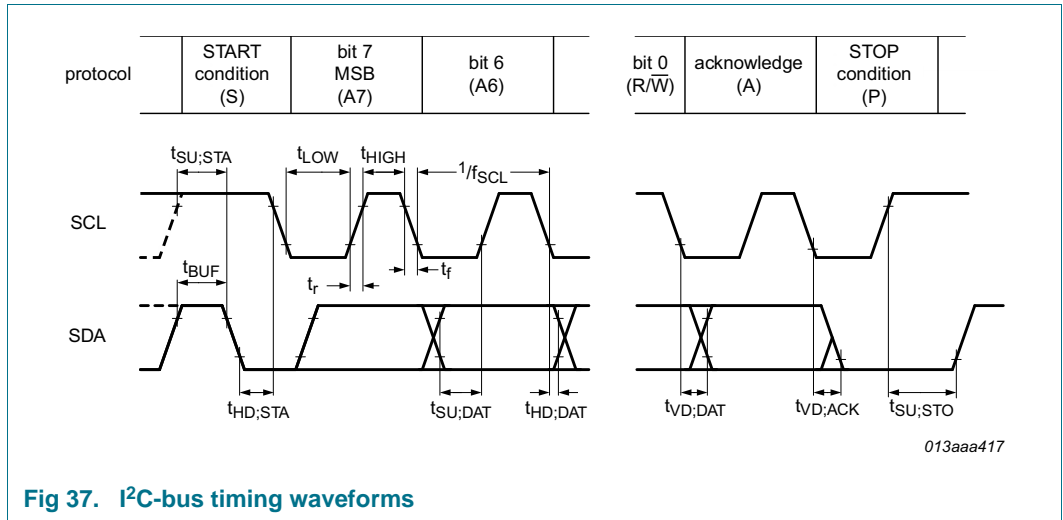 protocol
START
condition
(S)
bit 7
MSB
(A7)
bit 6
(A6)
bit 0
(R/W̅)
acknowledge
(A)
STOP
condition
(P)
tSU;STA
tLOW
tHIGH
1/fSCL
SCL
tBUF
tr
tf
SDA
tHD;STA
tSU;DAT
tHD;DAT
tVD;DAT
tVD;ACK
tSU;STO
013aaa417
Fig 37. I²C-bus timing waveforms